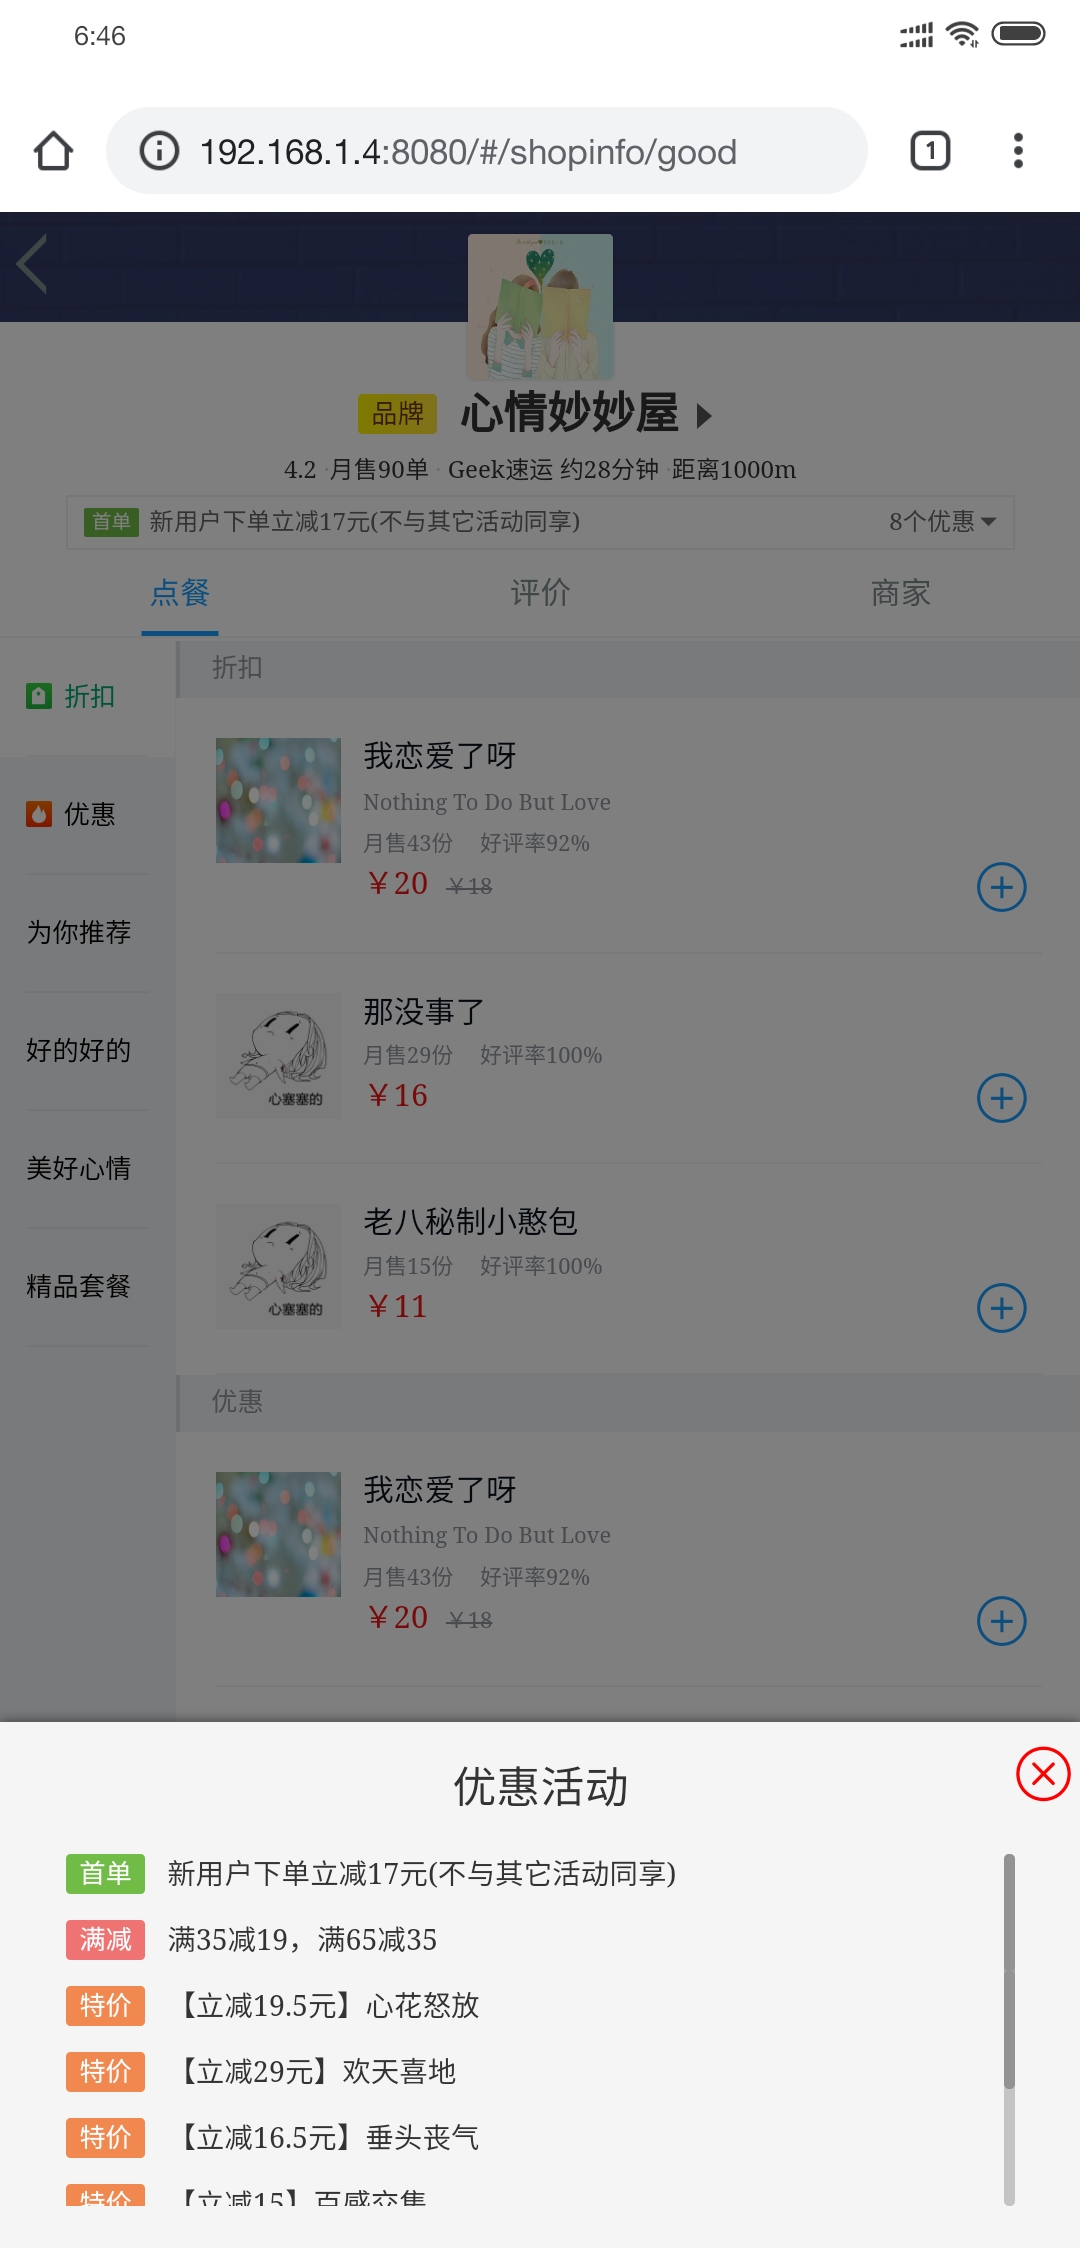 6:46
192.168.1.4:8080/#/shopinfo/good
1
品牌 心情妙妙屋
4.2 ·月售90单 · Geek速运 约28分钟 ·距离1000m
首单 新用户下单立减17元(不与其它活动同享) 8个优惠
点餐 评价 商家
折扣
优惠
为你推荐
好的好的
美好心情
精品套餐
折扣
我恋爱了呀
Nothing To Do But Love
月售43份 好评率92%
￥20 ￥18
那没事了
月售29份 好评率100%
￥16
心塞塞的
老八秘制小憨包
月售15份 好评率100%
￥11
心塞塞的
优惠
我恋爱了呀
Nothing To Do But Love
月售43份 好评率92%
￥20 ￥18
优惠活动
首单 新用户下单立减17元(不与其它活动同享)
满减 满35减19，满65减35
特价 【立减19.5元】心花怒放
特价 【立减29元】欢天喜地
特价 【立减16.5元】垂头丧气
特价 【立减15】百感交集